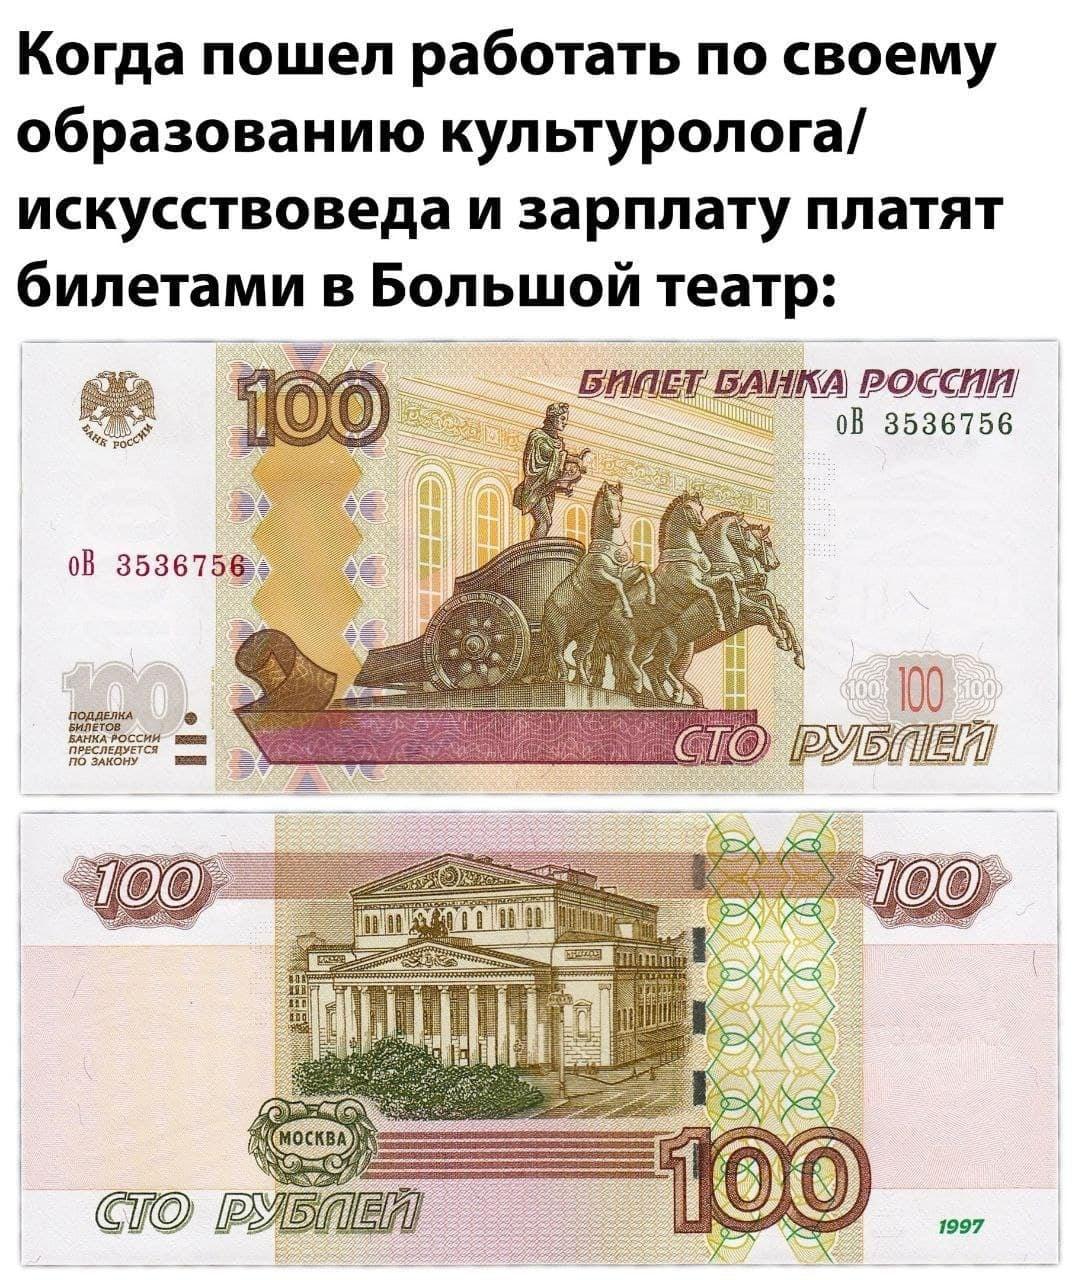 Когда пошел работать по своему
образованию культуролога/
искусствоведа и зарплату платят
билетами в Большой театр:
БАНК РОССИИ
100
БИЛЕТ БАНКА РОССИИ
оВ 3536756
оВ 3536756
100
ПОДДЕЛКА
БИЛЕТОВ
БАНКА РОССИИ
ПРЕСЛЕДУЕТСЯ
ПО ЗАКОНУ
100 100 100
СТО РУБЛЕЙ
100
100
МОСКВА
СТО РУБЛЕЙ
100
1997